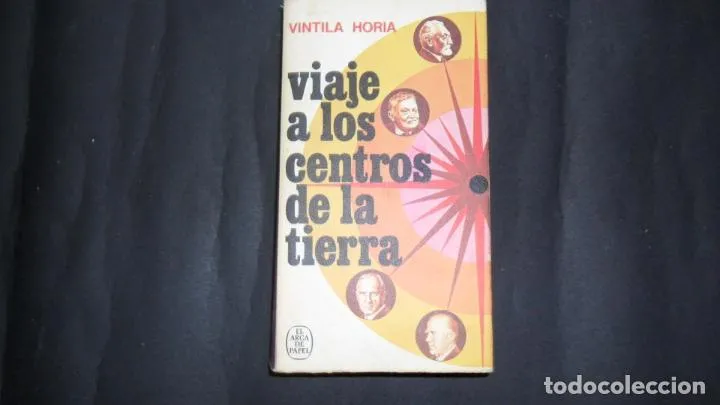 VINTILA HORIA
viaje
a los
centros
de la
tierra
EL
ARCA
DE
PAPEL
todocoleccion